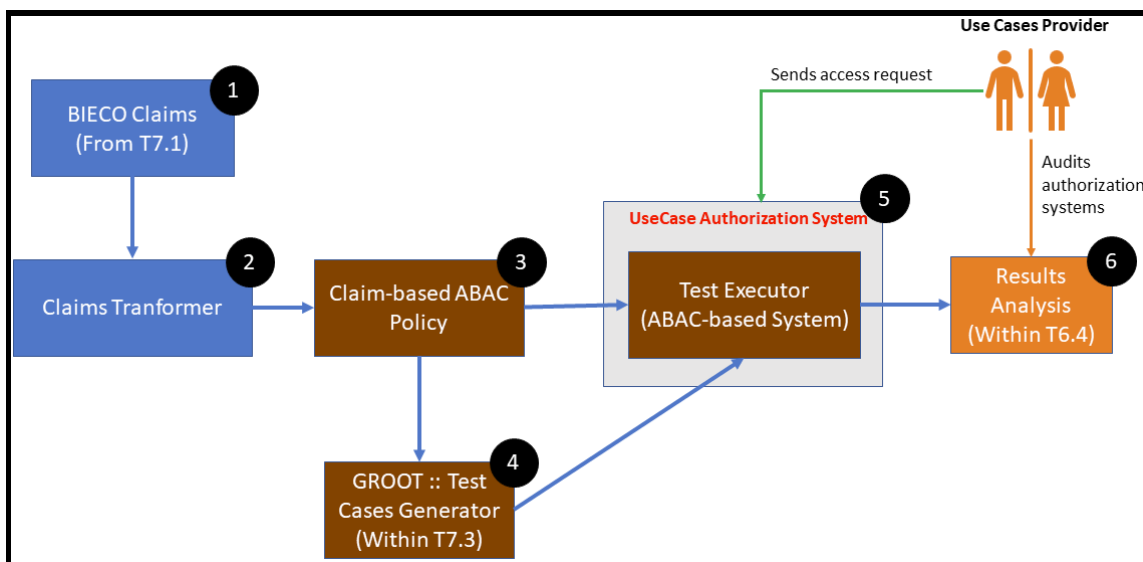 Use Cases Provider
Sends access request
1
BIECO Claims
(From T7.1)
Audits
authorization
systems
5
UseCase Authorization System
2
Claims Tranformer
3
Claim-based ABAC
Policy
Test Executor
(ABAC-based System)
6
Results
Analysis
(Within T6.4)
4
GROOT :: Test
Cases Generator
(Within T7.3)